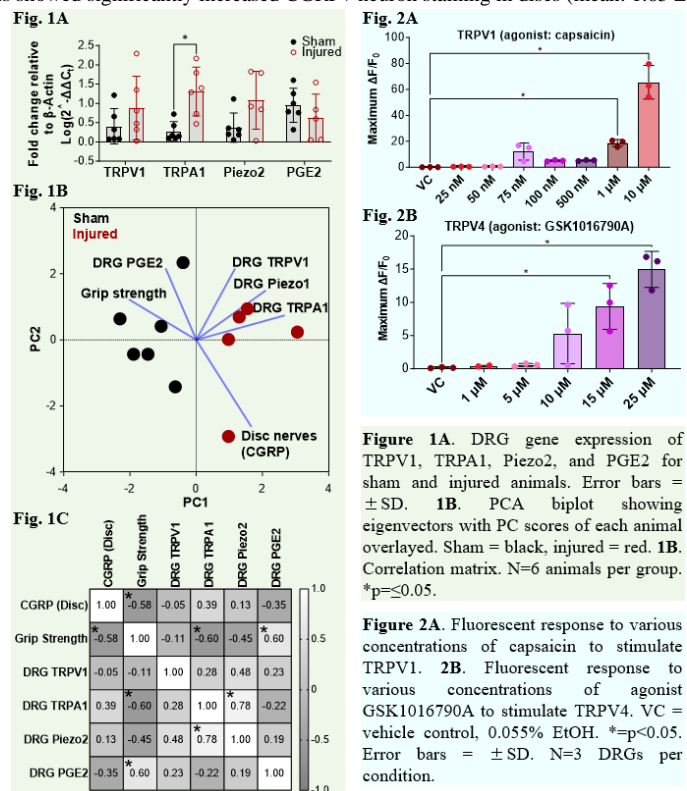 showed significantly increased CGRP+ neuron staining in discs (mean:
Fig. 1A
Sham
Injured
*
Fold change relative
to β-Actin
Log(2^-ΔΔCt)
2.5
2.0
1.5
1.0
0.5
0.0
-0.5
TRPV1 TRPA1 Piezo2 PGE2
Fig. 1B
Sham
Injured
DRG PGE2
DRG TRPV1
DRG Piezo1
Grip strength
DRG TRPA1
Disc nerves
(CGRP)
PC2
4
2
0
-2
-4
-4 -2 0 2 4
PC1
Fig. 1C
CGRP (Disc)
Grip Strength
DRG TRPV1
DRG TRPA1
DRG Piezo2
DRG PGE2
CGRP (Disc) 1.00 *-0.58 -0.05 0.39 0.13 -0.35
Grip Strength *-0.58 1.00 -0.11 *-0.60 -0.45 *0.60
DRG TRPV1 -0.05 -0.11 1.00 0.28 0.48 0.23
DRG TRPA1 0.39 *-0.60 0.28 1.00 *0.78 -0.22
DRG Piezo2 0.13 -0.45 0.48 *0.78 1.00 0.19
DRG PGE2 -0.35 *0.60 0.23 -0.22 0.19 1.00
1.0
0.5
0
-0.5
-1.0
Fig. 2A
TRPV1 (agonist: capsaicin)
*
*
Maximum ΔF/F0
100
80
60
40
20
0
VC 25 nM 50 nM 75 nM 100 nM 500 nM 1 µM 10 µM
Fig. 2B
TRPV4 (agonist: GSK1016790A)
*
*
Maximum ΔF/F0
20
15
10
5
0
VC 1 µM 5 µM 10 µM 15 µM 25 µM
Figure 1A. DRG gene expression of
TRPV1, TRPA1, Piezo2, and PGE2 for
sham and injured animals. Error bars =
±SD. 1B. PCA biplot showing
eigenvectors with PC scores of each animal
overlayed. Sham = black, injured = red. 1B.
Correlation matrix. N=6 animals per group.
*p=≤0.05.
Figure 2A. Fluorescent response to various
concentrations of capsaicin to stimulate
TRPV1. 2B. Fluorescent response to
various concentrations of agonist
GSK1016790A to stimulate TRPV4. VC =
vehicle control, 0.055% EtOH. *=p<0.05.
Error bars = ±SD. N=3 DRGs per
condition.